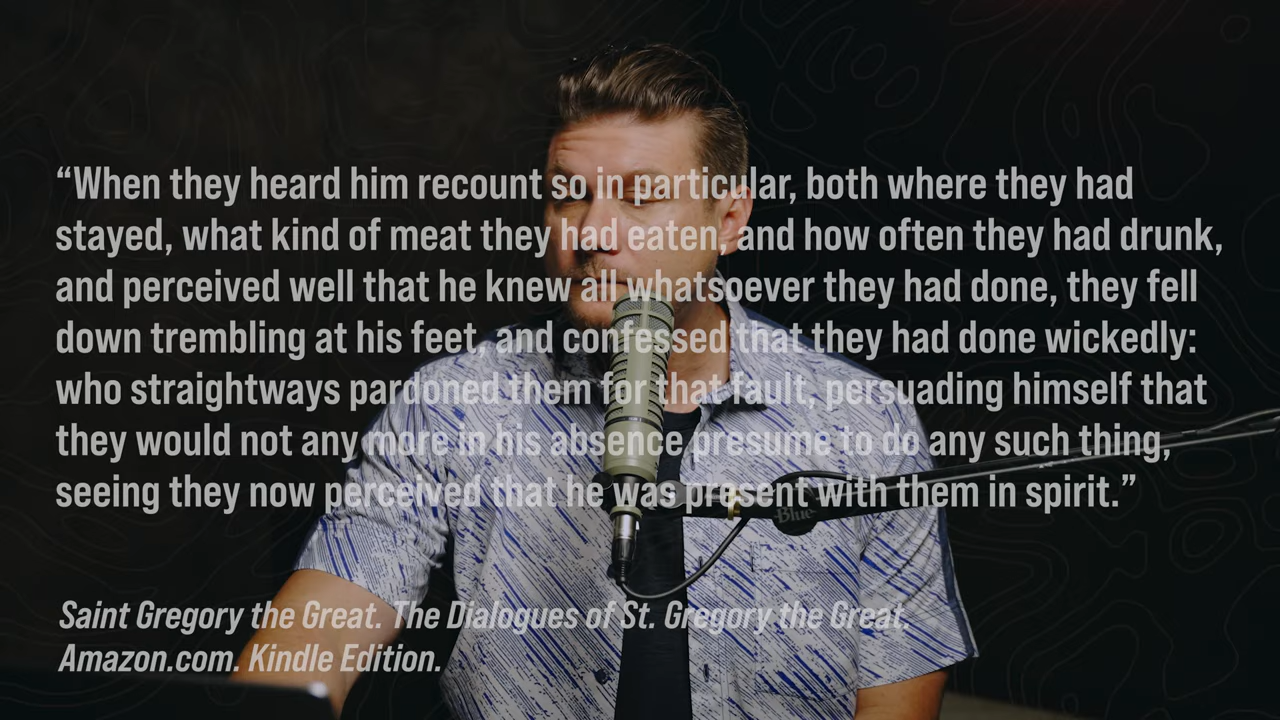 “When they heard him recount so in particular, both where they had
stayed, what kind of meat they had eaten, and how often they had drunk,
and perceived well that he knew all whatsoever they had done, they fell
down trembling at his feet, and confessed that they had done wickedly:
who straightways pardoned them for that fault, persuading himself that
they would not any more in his absence presume to do any such thing,
seeing they now perceived that he was present with them in spirit.”
Blue
Saint Gregory the Great. The Dialogues of St. Gregory the Great.
Amazon.com. Kindle Edition.